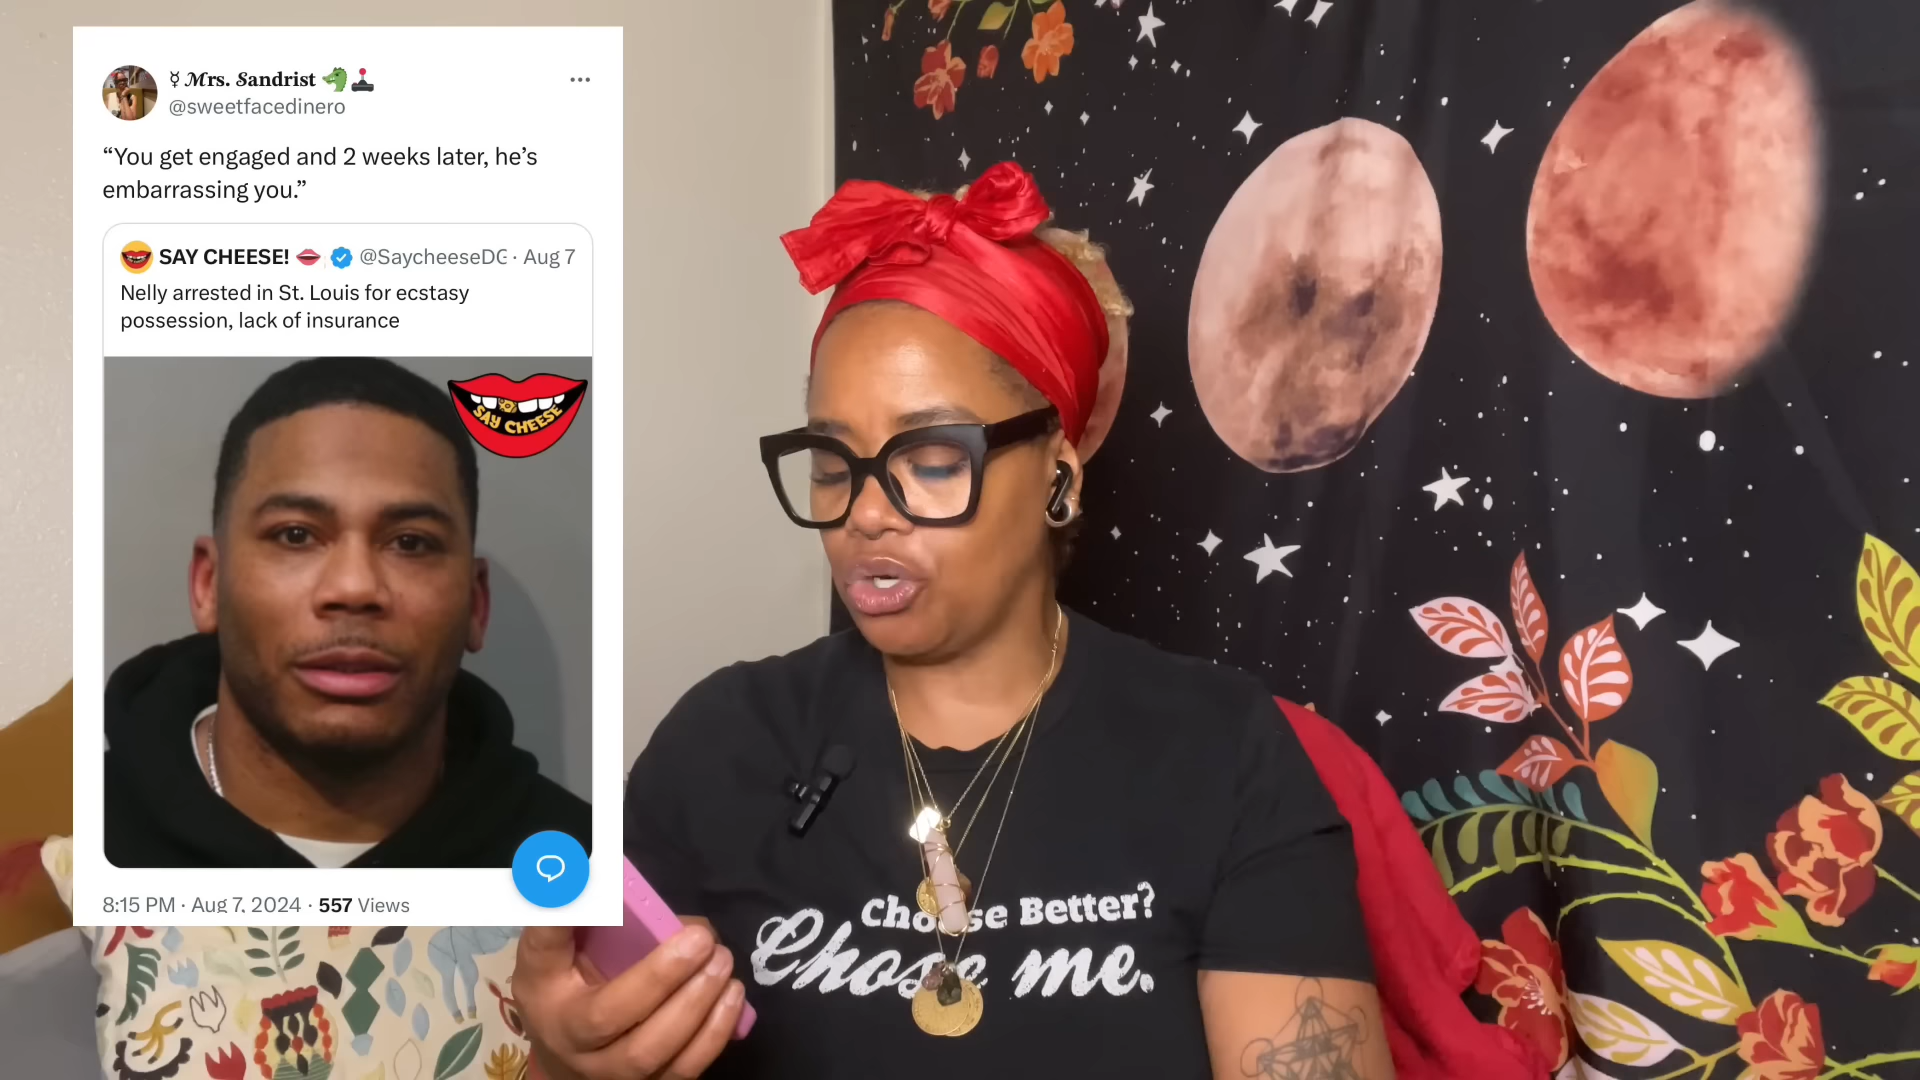 ☿ Mrs. Sandrist 🐉🕹️
@sweetfacedinero
“You get engaged and 2 weeks later, he’s
embarrassing you.”
SAY CHEESE! 👄 @SaycheeseDG · Aug 7
Nelly arrested in St. Louis for ecstasy
possession, lack of insurance
SAY CHEESE
8:15 PM · Aug 7, 2024 · 557 Views
Choose Better?
Chose me.